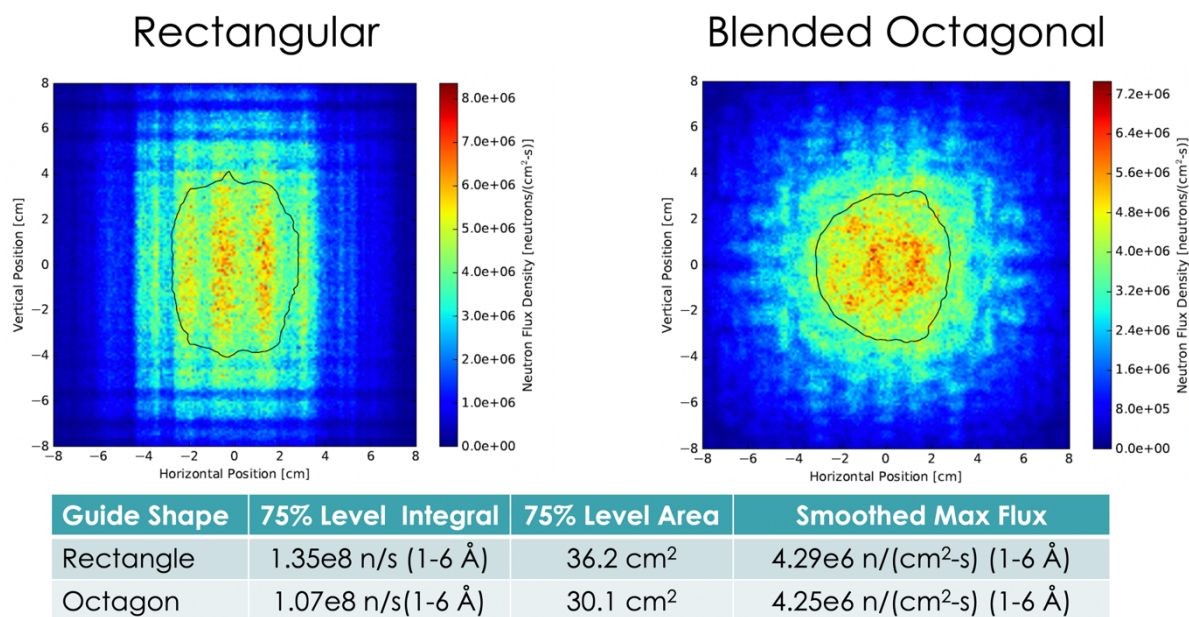 Rectangular
Blended Octagonal
8
6
4
2
0
−2
−4
−6
−8
−8 −6 −4 −2 0 2 4 6 8
Vertical Position [cm]
Horizontal Position [cm]
8.0e+06
7.0e+06
6.0e+06
5.0e+06
4.0e+06
3.0e+06
2.0e+06
1.0e+06
0.0e+00
Neutron Flux Density [neutrons/(cm²-s)]
8
6
4
2
0
−2
−4
−6
−8
−8 −6 −4 −2 0 2 4 6 8
Vertical Position [cm]
Horizontal Position [cm]
7.2e+06
6.4e+06
5.6e+06
4.8e+06
4.0e+06
3.2e+06
2.4e+06
1.6e+06
8.0e+05
0.0e+00
Neutron Flux Density [neutrons/(cm²-s)]
Guide Shape 75% Level Integral 75% Level Area Smoothed Max Flux
Rectangle 1.35e8 n/s (1-6 Å) 36.2 cm² 4.29e6 n/(cm²-s) (1-6 Å)
Octagon 1.07e8 n/s(1-6 Å) 30.1 cm² 4.25e6 n/(cm²-s) (1-6 Å)